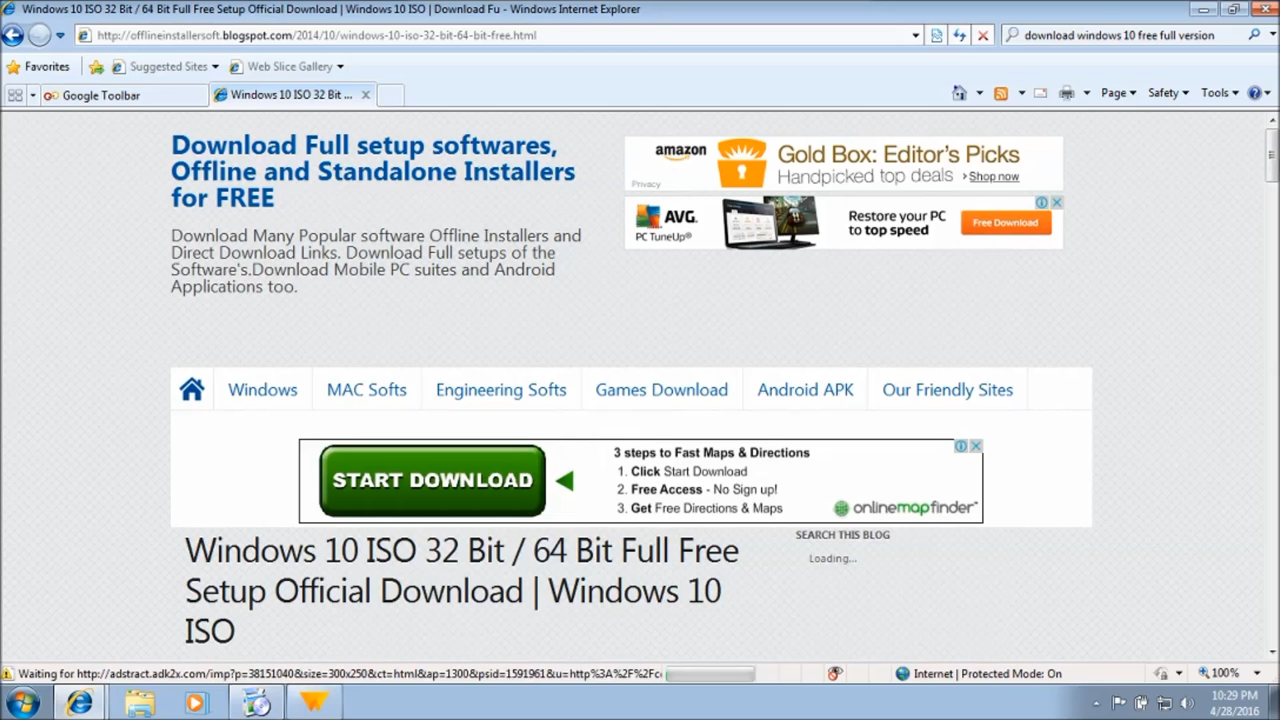 Windows 10 ISO 32 Bit / 64 Bit Full Free Setup Official Download | Windows 10 ISO | Download Fu - Windows Internet Explorer
http://offlineinstallersoft.blogspot.com/2014/10/windows-10-iso-32-bit-64-bit-free.html
download windows 10 free full version
Favorites
Suggested Sites
Web Slice Gallery
Google Toolbar
Windows 10 ISO 32 Bit ...
Page
Safety
Tools
Download Full setup softwares,
Offline and Standalone Installers
for FREE
Download Many Popular software Offline Installers and
Direct Download Links. Download Full setups of the
Software's.Download Mobile PC suites and Android
Applications too.
amazon
Privacy
Gold Box: Editor's Picks
Handpicked top deals
Shop now
AVG.
PC TuneUp®
Restore your PC
to top speed
Free Download
Windows
MAC Softs
Engineering Softs
Games Download
Android APK
Our Friendly Sites
START DOWNLOAD
3 steps to Fast Maps & Directions
1. Click Start Download
2. Free Access - No Sign up!
3. Get Free Directions & Maps
onlinemapfinder™
Windows 10 ISO 32 Bit / 64 Bit Full Free
Setup Official Download | Windows 10
ISO
SEARCH THIS BLOG
Loading...
Waiting for http://adstract.adk2x.com/imp?p=38151040&size=300x250&ct=html&ap=1300&psid=1591961&u=http%3A%2F%2Fc
Internet | Protected Mode: On
100%
10:29 PM
4/28/2016